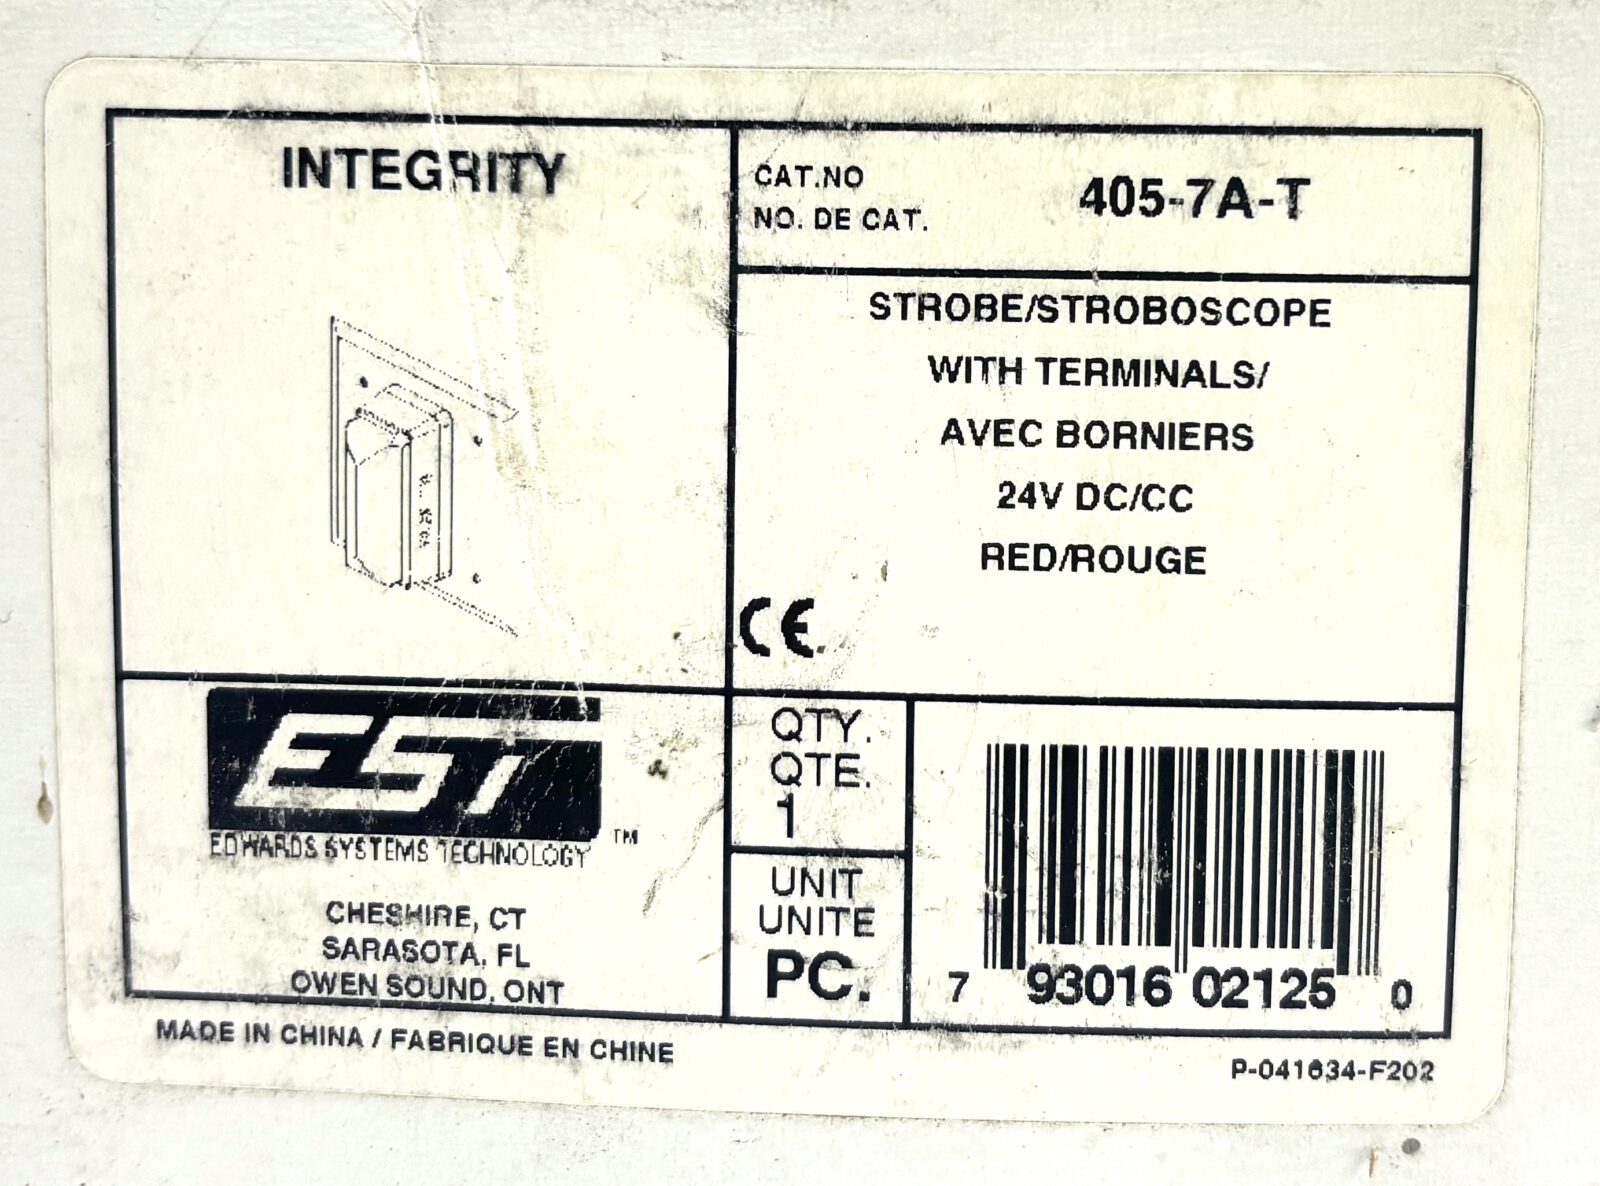 INTEGRITY
CAT.NO
NO. DE CAT.
405-7A-T
STROBE/STROBOSCOPE
WITH TERMINALS/
AVEC BORNIERS
24V DC/CC
RED/ROUGE
CE
EST
EDWARDS SYSTEMS TECHNOLOGY ™
CHESHIRE, CT
SARASOTA, FL
OWEN SOUND, ONT
QTY.
QTE.
1
UNIT
UNITE
PC.
7 93016 02125 0
MADE IN CHINA / FABRIQUE EN CHINE
P-041634-F202